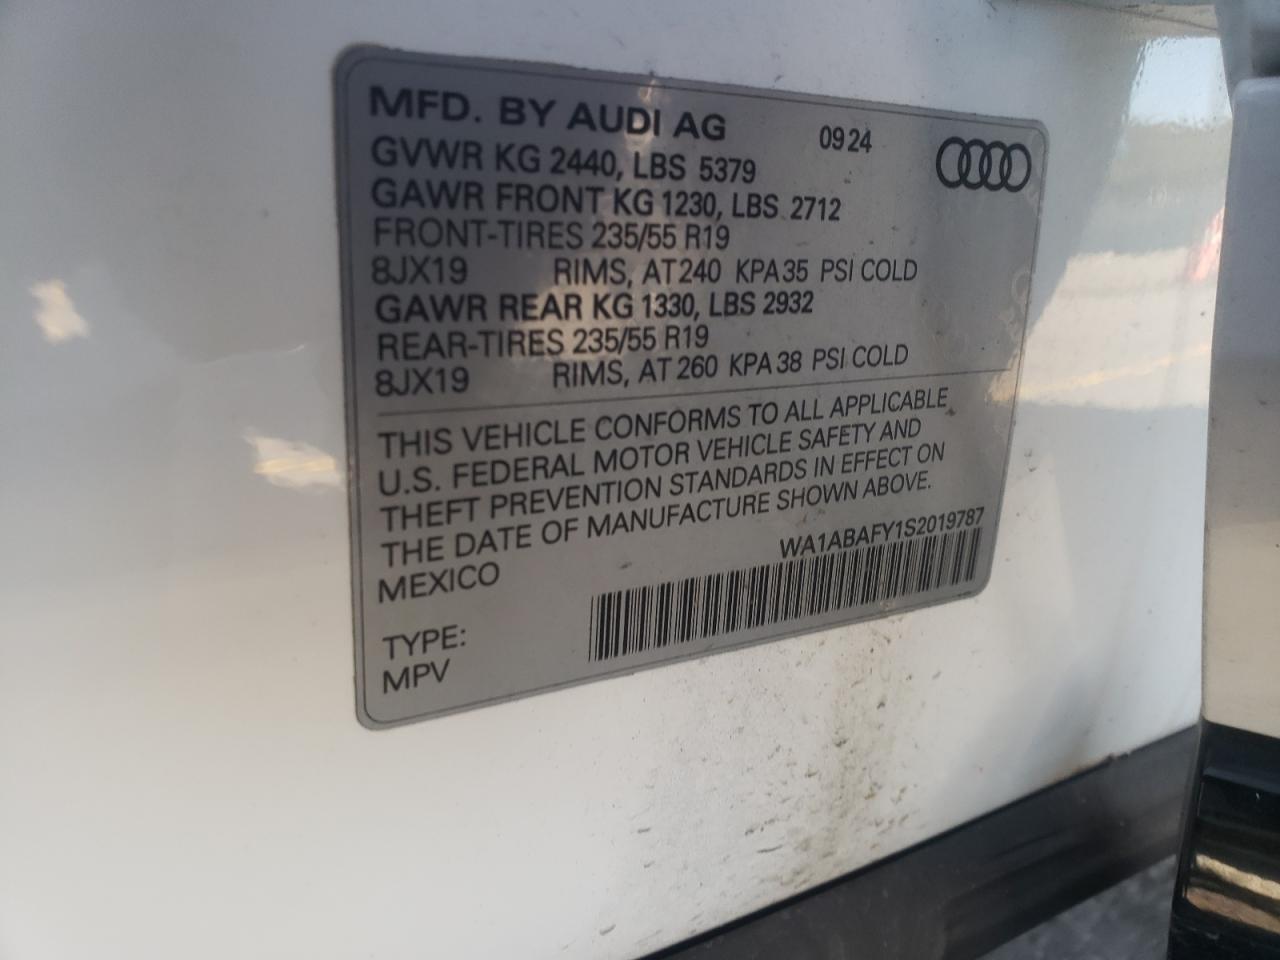 MFD. BY AUDI AG 09 24
GVWR KG 2440, LBS 5379
GAWR FRONT KG 1230, LBS 2712
FRONT-TIRES 235/55 R19
8JX19 RIMS, AT 240 KPA 35 PSI COLD
GAWR REAR KG 1330, LBS 2932
REAR-TIRES 235/55 R19
8JX19 RIMS, AT 260 KPA 38 PSI COLD
THIS VEHICLE CONFORMS TO ALL APPLICABLE
U.S. FEDERAL MOTOR VEHICLE SAFETY AND
THEFT PREVENTION STANDARDS IN EFFECT ON
THE DATE OF MANUFACTURE SHOWN ABOVE.
MEXICO WA1ABAFY1S2019787
TYPE:
MPV